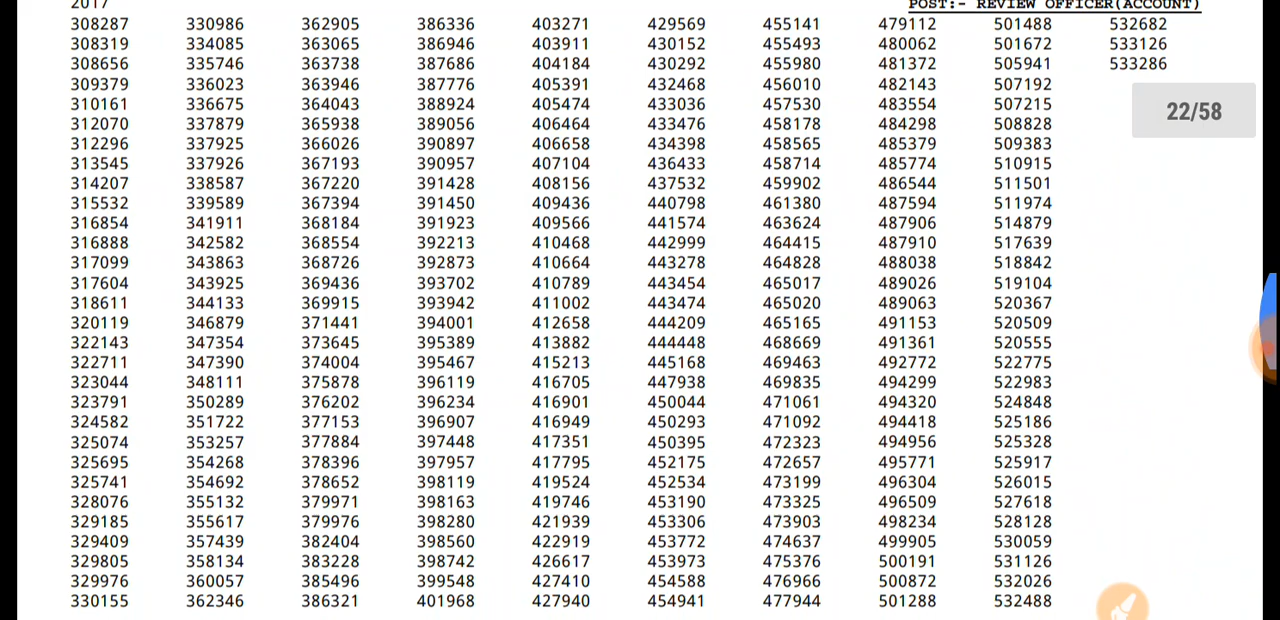 2017 POST:- REVIEW OFFICER(ACCOUNT)
308287 330986 362905 386336 403271 429569 455141 479112 501488 532682
308319 334085 363065 386946 403911 430152 455493 480062 501672 533126
308656 335746 363738 387686 404184 430292 455980 481372 505941 533286
309379 336023 363946 387776 405391 432468 456010 482143 507192
310161 336675 364043 388924 405474 433036 457530 483554 507215
22/58
312070 337879 365938 389056 406464 433476 458178 484298 508828
312296 337925 366026 390897 406658 434398 458565 485379 509383
313545 337926 367193 390957 407104 436433 458714 485774 510915
314207 338587 367220 391428 408156 437532 459902 486544 511501
315532 339589 367394 391450 409436 440798 461380 487594 511974
316854 341911 368184 391923 409566 441574 463624 487906 514879
316888 342582 368554 392213 410468 442999 464415 487910 517639
317099 343863 368726 392873 410664 443278 464828 488038 518842
317604 343925 369436 393702 410789 443454 465017 489026 519104
318611 344133 369915 393942 411002 443474 465020 489063 520367
320119 346879 371441 394001 412658 444209 465165 491153 520509
322143 347354 373645 395389 413882 444448 468669 491361 520555
322711 347390 374004 395467 415213 445168 469463 492772 522775
323044 348111 375878 396119 416705 447938 469835 494299 522983
323791 350289 376202 396234 416901 450044 471061 494320 524848
324582 351722 377153 396907 416949 450293 471092 494418 525186
325074 353257 377884 397448 417351 450395 472323 494956 525328
325695 354268 378396 397957 417795 452175 472657 495771 525917
325741 354692 378652 398119 419524 452534 473199 496304 526015
328076 355132 379971 398163 419746 453190 473325 496509 527618
329185 355617 379976 398280 421939 453306 473903 498234 528128
329409 357439 382404 398560 422919 453772 474637 499905 530059
329805 358134 383228 398742 426617 453973 475376 500191 531126
329976 360057 385496 399548 427410 454588 476966 500872 532026
330155 362346 386321 401968 427940 454941 477944 501288 532488